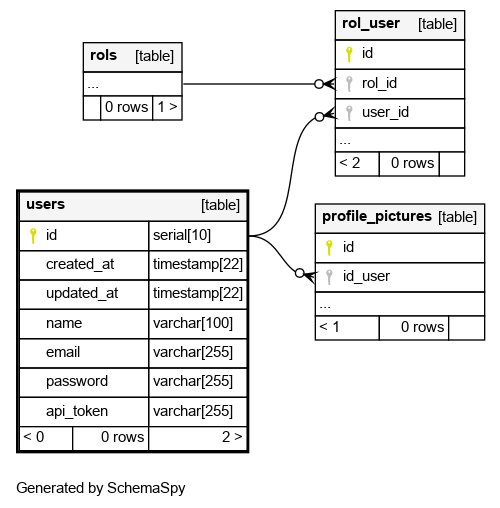 rols [table]
...
0 rows 1 >
rol_user [table]
id
rol_id
user_id
...
< 2 0 rows
users [table]
id serial[10]
created_at timestamp[22]
updated_at timestamp[22]
name varchar[100]
email varchar[255]
password varchar[255]
api_token varchar[255]
< 0 0 rows 2 >
profile_pictures [table]
id
id_user
...
< 1 0 rows
Generated by SchemaSpy